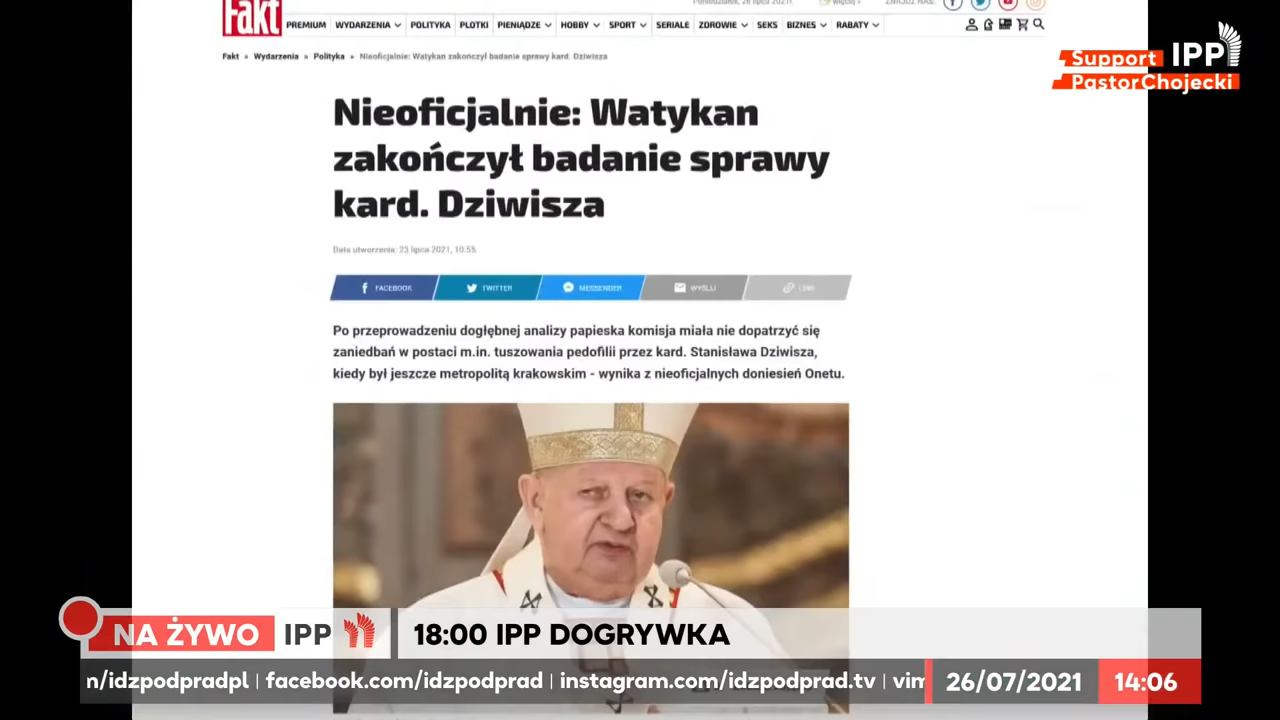 Fakt
PREMIUM WYDARZENIA POLITYKA PLOTKI PIENIĄDZE HOBBY SPORT SERIALE ZDROWIE SEKS BIZNES RABATY
Fakt » Wydarzenia » Polityka » Nieoficjalnie: Watykan zakończył badanie sprawy kard. Dziwisza
Support IPP
PastorChojecki
Nieoficjalnie: Watykan
zakończył badanie sprawy
kard. Dziwisza
Data utworzenia: 23 lipca 2021, 10:55
FACEBOOK TWITTER MESSENGER WYŚLIJ LINK
Po przeprowadzeniu dogłębnej analizy papieska komisja miała nie dopatrzyć się
zaniedbań w postaci m.in. tuszowania pedofilii przez kard. Stanisława Dziwisza,
kiedy był jeszcze metropolitą krakowskim - wynika z nieoficjalnych doniesień Onetu.
NA ŻYWO IPP 18:00 IPP DOGRYWKA
n/idzpodpradpl | facebook.com/idzpodprad | instagram.com/idzpodprad.tv | vim 26/07/2021 14:06